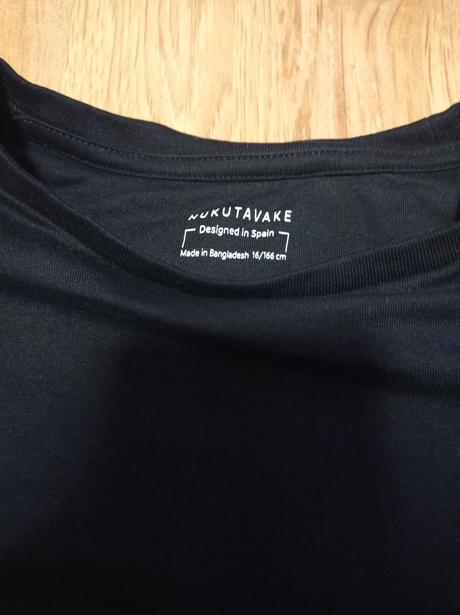 NUKUTAVAKE
Designed in Spain
Made in Bangladesh 16/166 cm